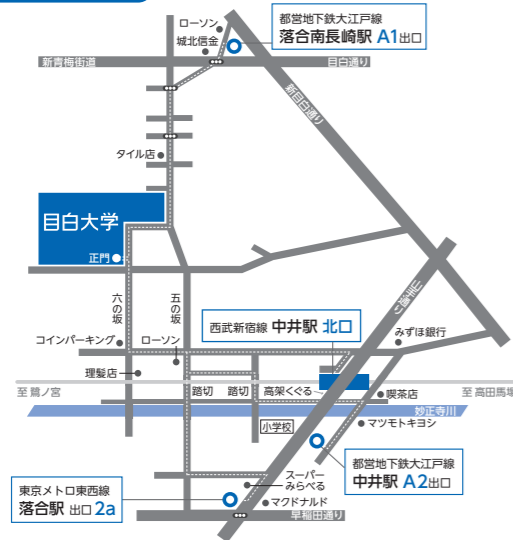 ローソン
城北信金
都営地下鉄大江戸線
落合南長崎駅 A1出口
新青梅街道
目白通り
新目白通り
タイル店
目白大学
正門
山手通り
六の坂
五の坂
西武新宿線 中井駅 北口
みずほ銀行
コインパーキング
ローソン
理髪店
至 鷺ノ宮
踏切
踏切
高架くぐる
喫茶店
至 高田馬場
妙正寺川
小学校
マツモトキヨシ
都営地下鉄大江戸線
中井駅 A2出口
スーパー
みらべる
東京メトロ東西線
落合駅 出口 2a
マクドナルド
早稲田通り